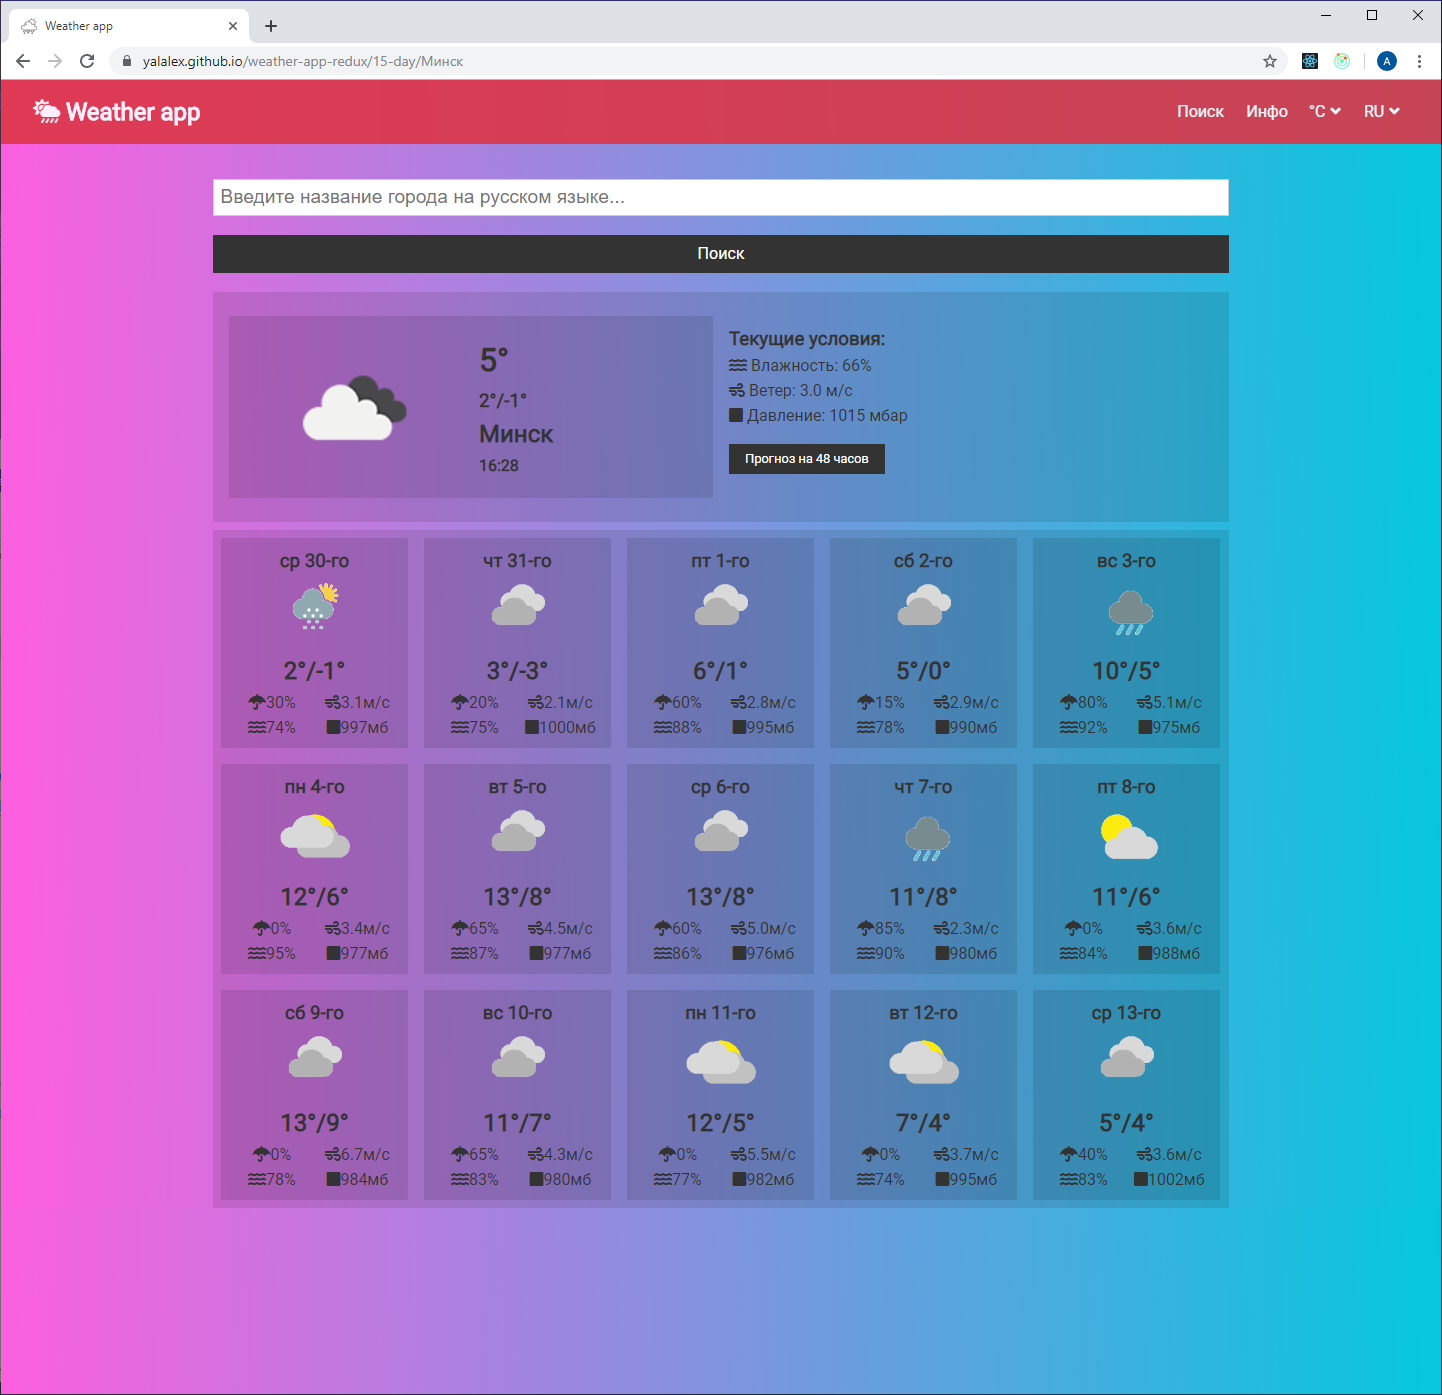 Weather app
yalalex.github.io/weather-app-redux/15-day/Минск
A
Weather app
Поиск Инфо °C RU
Введите название города на русском языке...
Поиск
5°
2°/-1°
Минск
16:28
Текущие условия:
Влажность: 66%
Ветер: 3.0 м/с
Давление: 1015 мбар
Прогноз на 48 часов
ср 30-го
2°/-1°
30% 3.1м/с
74% 997мб
чт 31-го
3°/-3°
20% 2.1м/с
75% 1000мб
пт 1-го
6°/1°
60% 2.8м/с
88% 995мб
сб 2-го
5°/0°
15% 2.9м/с
78% 990мб
вс 3-го
10°/5°
80% 5.1м/с
92% 975мб
пн 4-го
12°/6°
0% 3.4м/с
95% 977мб
вт 5-го
13°/8°
65% 4.5м/с
87% 977мб
ср 6-го
13°/8°
60% 5.0м/с
86% 976мб
чт 7-го
11°/8°
85% 2.3м/с
90% 980мб
пт 8-го
11°/6°
0% 3.6м/с
84% 988мб
сб 9-го
13°/9°
0% 6.7м/с
78% 984мб
вс 10-го
11°/7°
65% 4.3м/с
83% 980мб
пн 11-го
12°/5°
0% 5.5м/с
77% 982мб
вт 12-го
7°/4°
0% 3.7м/с
74% 995мб
ср 13-го
5°/4°
40% 3.6м/с
83% 1002мб